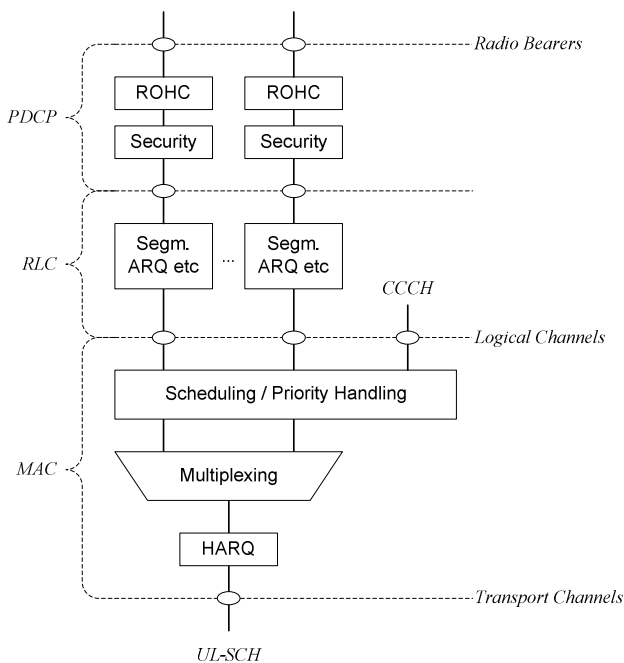 Radio Bearers
ROHC
ROHC
PDCP
Security
Security
Segm.
ARQ etc
...
Segm.
ARQ etc
RLC
CCCH
Logical Channels
Scheduling / Priority Handling
MAC
Multiplexing
HARQ
Transport Channels
UL-SCH